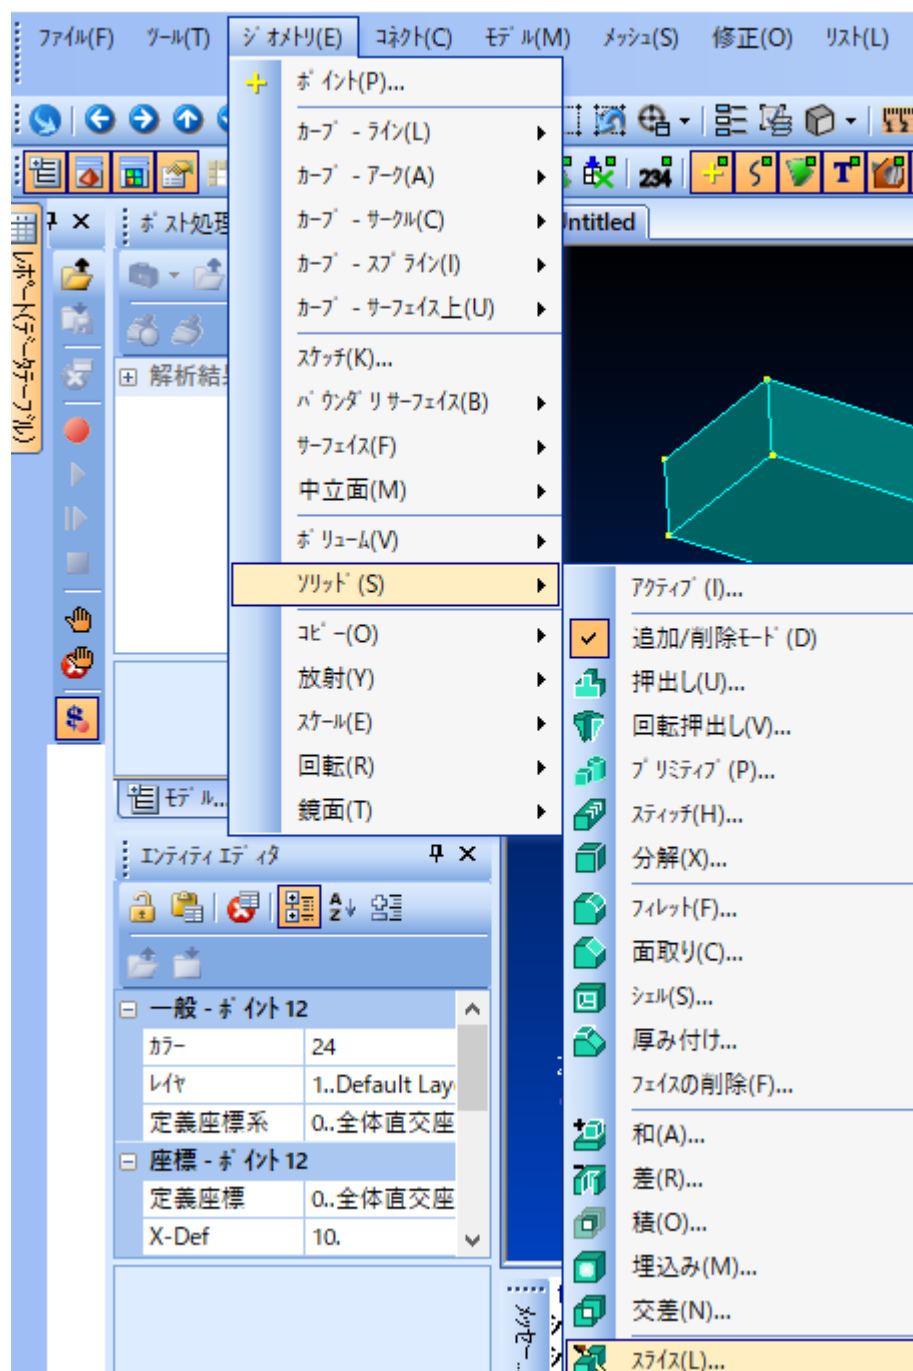 ファイル(F) ツール(T) ジオメトリ(E) コネクト(C) モデル(M) メッシュ(S) 修正(O) リスト(L)
ポイント(P)...
カーブ - ライン(L)
カーブ - アーク(A)
カーブ - サークル(C)
カーブ - スプライン(I)
カーブ - サーフェイス上(U)
スケッチ(K)...
バウンダリ サーフェイス(B)
サーフェイス(F)
中立面(M)
ボリューム(V)
ソリッド(S)
コピー(O)
放射(Y)
スケール(E)
回転(R)
鏡面(T)
234
T
レポート(データテーブル)
ポスト処理
Untitled
解析結果
アクティブ(I)...
追加/削除モード(D)
押出し(U)...
回転押出し(V)...
プリミティブ(P)...
スティッチ(H)...
分解(X)...
フィレット(F)...
面取り(C)...
シェル(S)...
厚み付け...
フェイスの削除(F)...
和(A)...
差(R)...
積(O)...
埋込み(M)...
交差(N)...
スライス(L)...
モデル...
エンティティ エディタ
一般 - ポイント 12
カラー 24
レイヤ 1..Default Lay
定義座標系 0..全体直交座
座標 - ポイント 12
定義座標 0..全体直交座
X-Def 10.
メッセー...